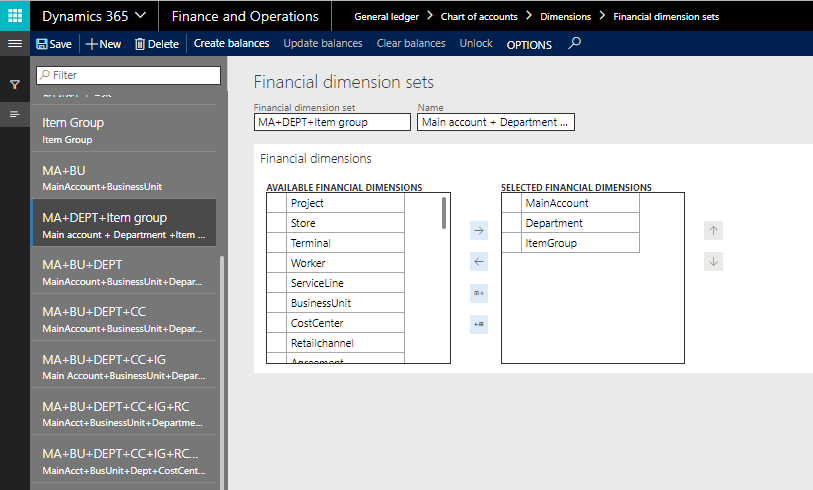 Dynamics 365 Finance and Operations General ledger Chart of accounts Dimensions Financial dimension sets
Save New Delete Create balances Update balances Clear balances Unlock OPTIONS
Filter
Item Group
Item Group
MA+BU
MainAccount+BusinessUnit
MA+DEPT+Item group
Main account + Department +Item ...
MA+BU+DEPT
MainAccount+BusinessUnit+Depar...
MA+BU+DEPT+CC
MainAccount+BusinessUnit+Depar...
MA+BU+DEPT+CC+IG
Main Account+BusinessUnit+Depar...
MA+BU+DEPT+CC+IG+RC
MainAcct+BusinessUnit+Departme...
MA+BU+DEPT+CC+IG+RC...
MainAcct+BusUnit+Dept+CostCent...
Financial dimension sets
Financial dimension set Name
MA+DEPT+Item group Main account + Department ...
Financial dimensions
AVAILABLE FINANCIAL DIMENSIONS
Project
Store
Terminal
Worker
ServiceLine
BusinessUnit
CostCenter
Retailchannel
Agreement
SELECTED FINANCIAL DIMENSIONS
MainAccount
Department
ItemGroup